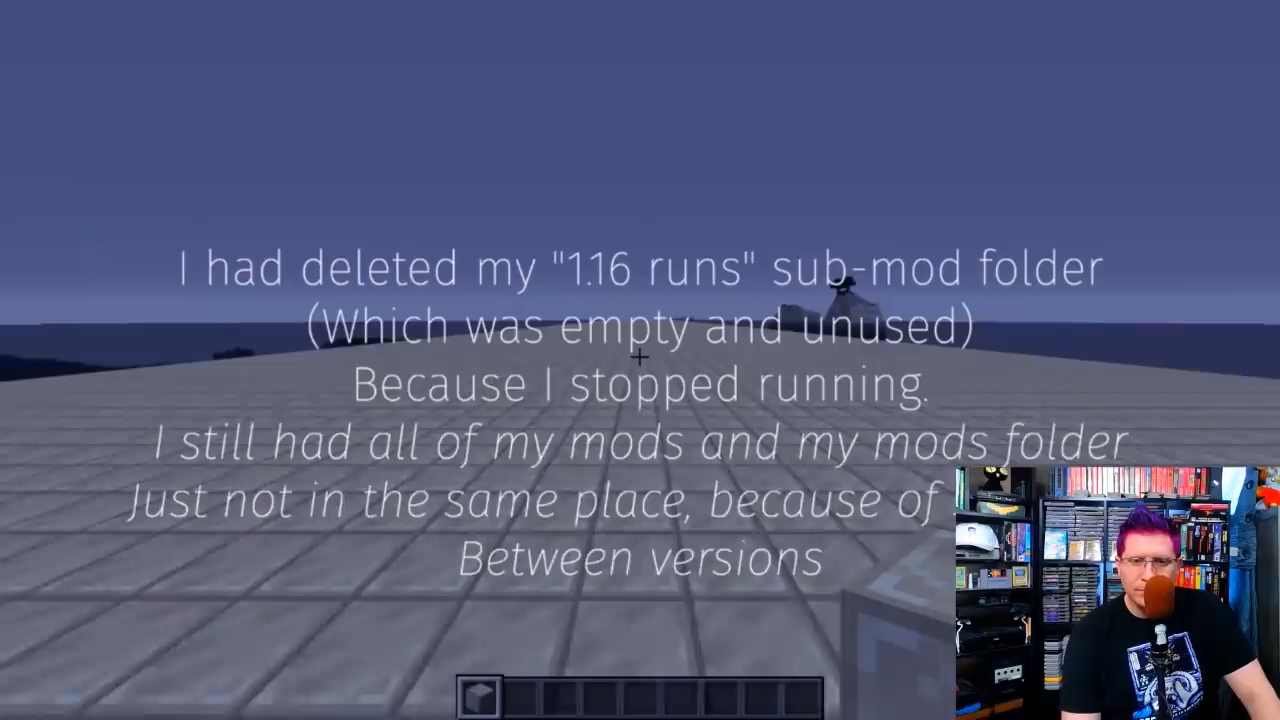 I had deleted my "1.16 runs" sub-mod folder
(Which was empty and unused)
Because I stopped running.
I still had all of my mods and my mods folder
Just not in the same place, because of
Between versions